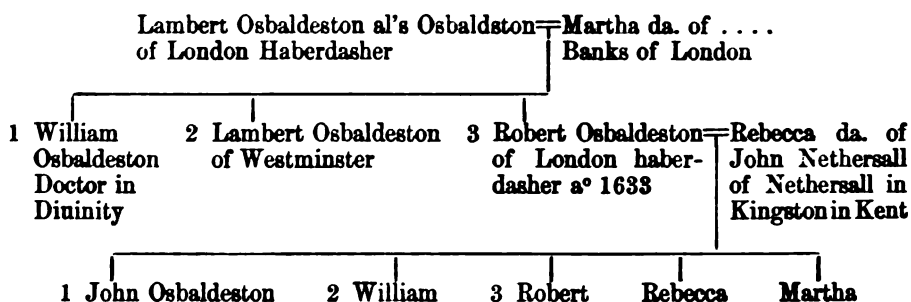 Lambert Osbaldeston al's Osbaldston═Martha da. of ....
of London Haberdasher
Banks of London
1 William
Osbaldeston
Doctor in
Diuinity
2 Lambert Osbaldeston
of Westminster
3 Robert Osbaldeston═Rebecca da. of
of London haber-
dasher aº 1633
John Nethersall
of Nethersall in
Kingston in Kent
1 John Osbaldeston
2 William
3 Robert
Rebecca
Martha